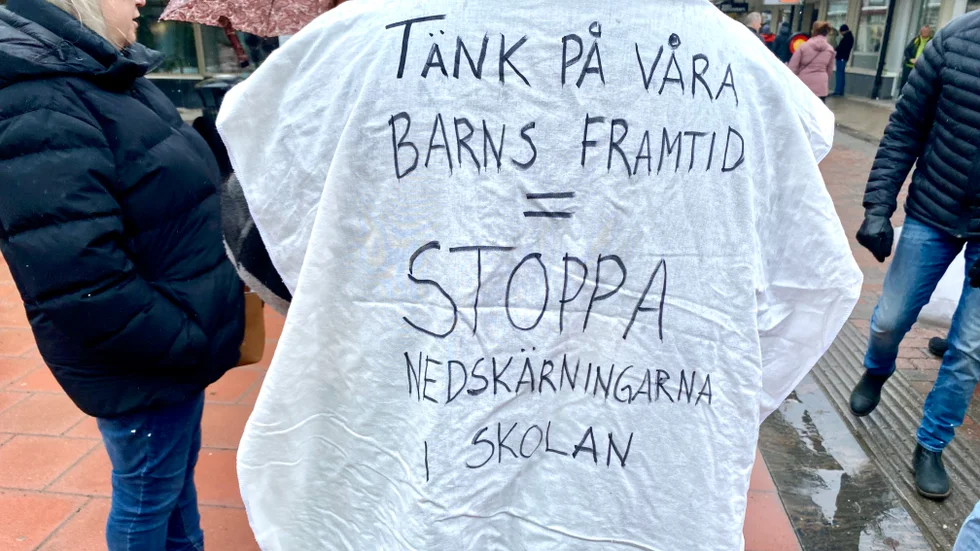 TÄNK PÅ VÅRA
BARNS FRAMTID
=
STOPPA
NEDSKÄRNINGARNA
I SKOLAN